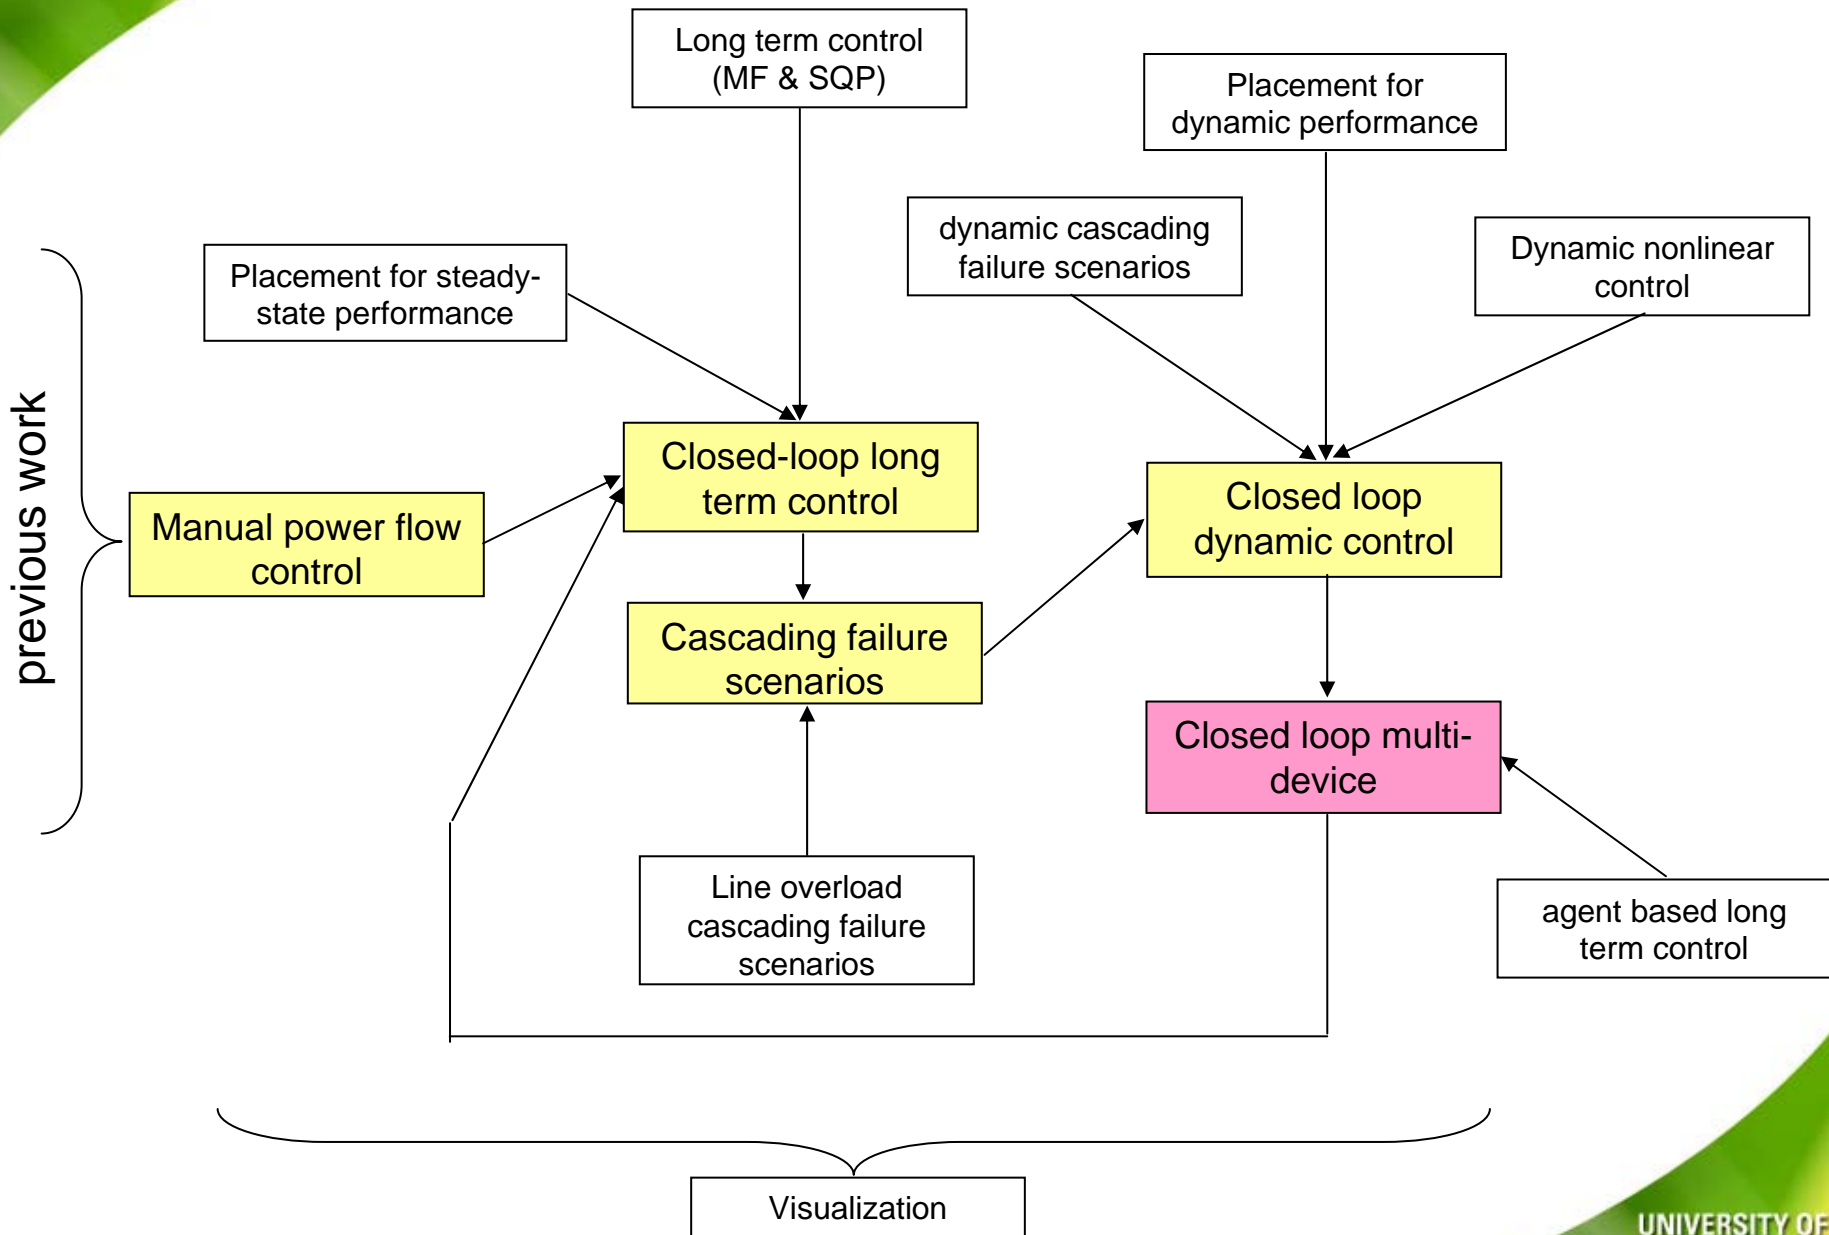 Long term control
(MF & SQP)
Placement for
dynamic performance
dynamic cascading
failure scenarios
Dynamic nonlinear
control
Placement for steady-
state performance
previous work
Closed-loop long
term control
Closed loop
dynamic control
Manual power flow
control
Cascading failure
scenarios
Closed loop multi-
device
Line overload
cascading failure
scenarios
agent based long
term control
Visualization
UNIVERSITY OF